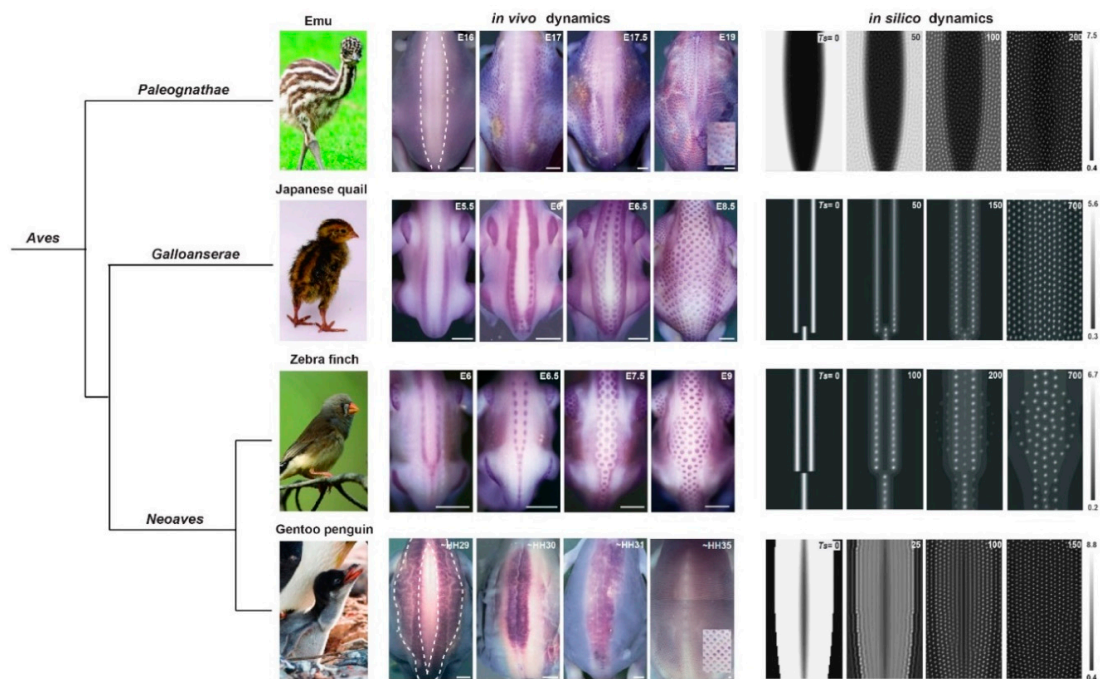 Emu
in vivo dynamics
in silico dynamics
E16
E17
E17.5
E19
Ts= 0
50
100
200
7.5
0.4
Paleognathae
Japanese quail
E5.5
E6
E6.5
E8.5
Ts= 0
50
150
700
5.6
0.3
Aves
Galloanserae
Zebra finch
E6
E6.5
E7.5
E9
Ts= 0
100
200
700
6.7
0.2
Neoaves
Gentoo penguin
~HH29
~HH30
~HH31
~HH35
Ts= 0
25
100
150
8.8
0.4